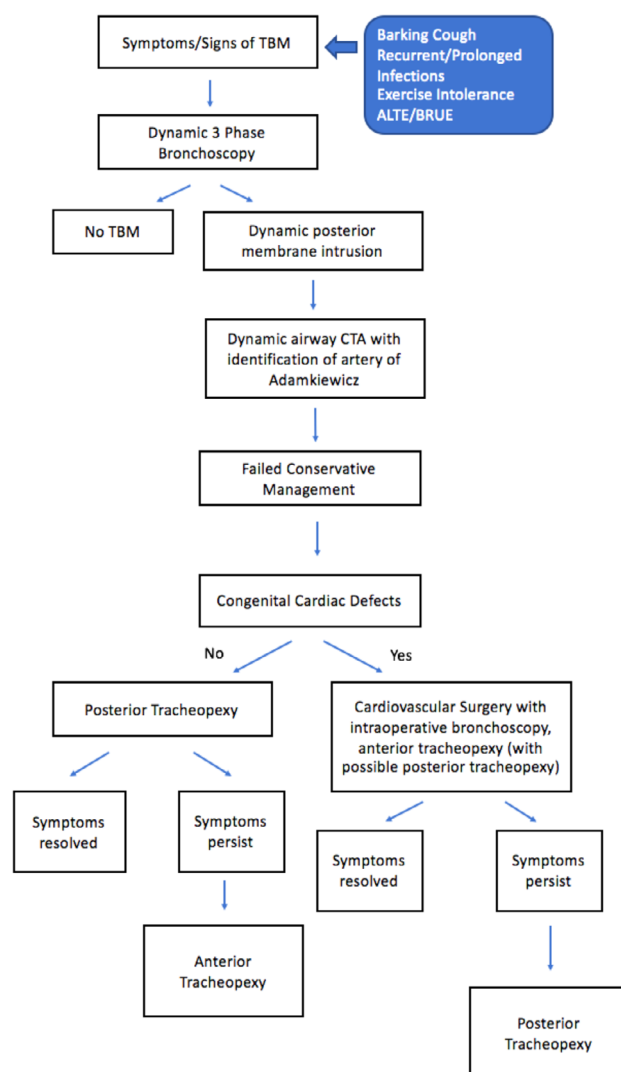 Symptoms/Signs of TBM
Barking Cough
Recurrent/Prolonged
Infections
Exercise Intolerance
ALTE/BRUE
Dynamic 3 Phase
Bronchoscopy
No TBM
Dynamic posterior
membrane intrusion
Dynamic airway CTA with
identification of artery of
Adamkiewicz
Failed Conservative
Management
Congenital Cardiac Defects
No
Yes
Posterior Tracheopexy
Cardiovascular Surgery with
intraoperative bronchoscopy,
anterior tracheopexy (with
possible posterior tracheopexy)
Symptoms
resolved
Symptoms
persist
Symptoms
resolved
Symptoms
persist
Anterior
Tracheopexy
Posterior
Tracheopexy